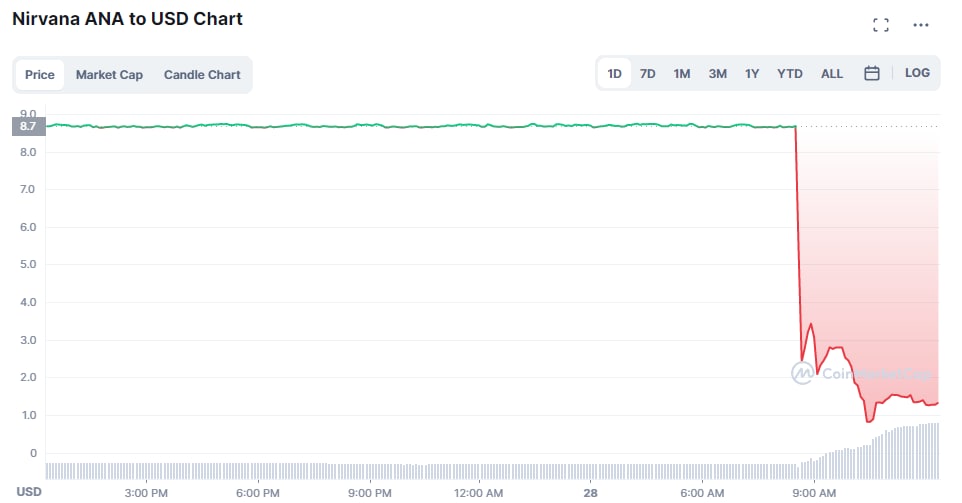 Nirvana ANA to USD Chart
Price Market Cap Candle Chart
1D 7D 1M 3M 1Y YTD ALL LOG
9.0
8.7
8.0
7.0
6.0
5.0
4.0
3.0
2.0
1.0
0
CoinMarketCap
USD 3:00 PM 6:00 PM 9:00 PM 12:00 AM 28 6:00 AM 9:00 AM